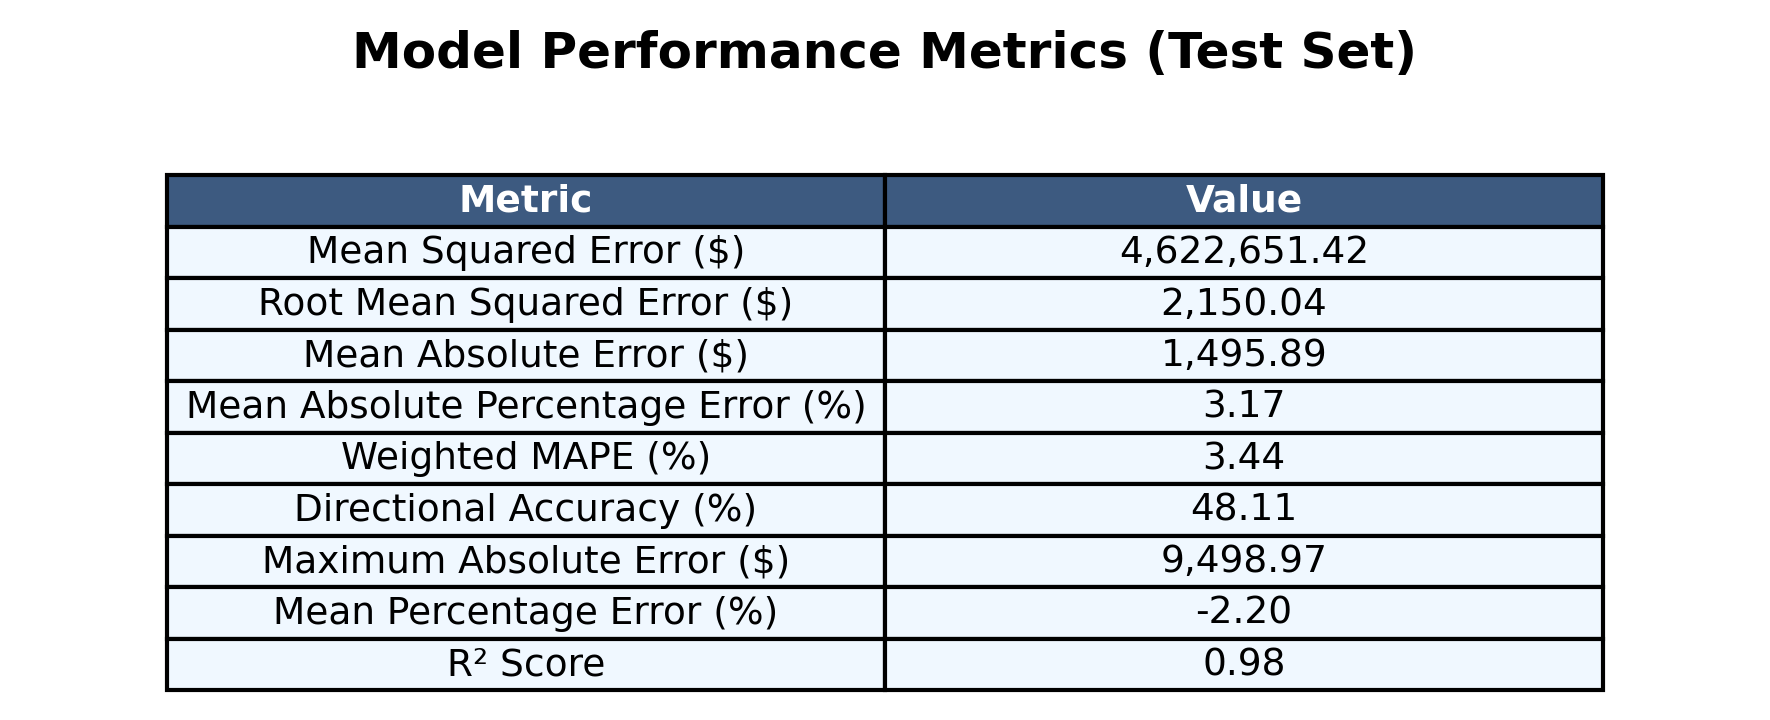 Model Performance Metrics (Test Set)
Metric Value
Mean Squared Error ($) 4,622,651.42
Root Mean Squared Error ($) 2,150.04
Mean Absolute Error ($) 1,495.89
Mean Absolute Percentage Error (%) 3.17
Weighted MAPE (%) 3.44
Directional Accuracy (%) 48.11
Maximum Absolute Error ($) 9,498.97
Mean Percentage Error (%) -2.20
R² Score 0.98